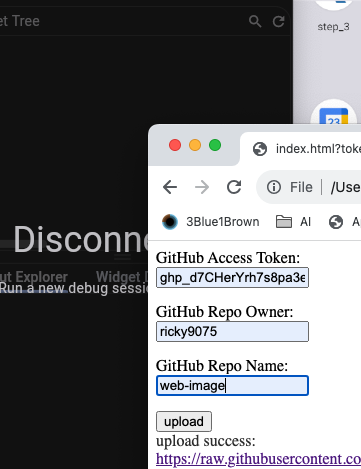 et Tree
step_3
23
index.html?toke
File
/Use
3Blue1Brown
AI
Disconne
GitHub Access Token:
ghp_d7CHerYrh7s8pa3e
ut Explorer
Widget D
Run a new debug sessio
GitHub Repo Owner:
ricky9075
GitHub Repo Name:
web-image
upload
upload success:
https://raw.githubusercontent.co